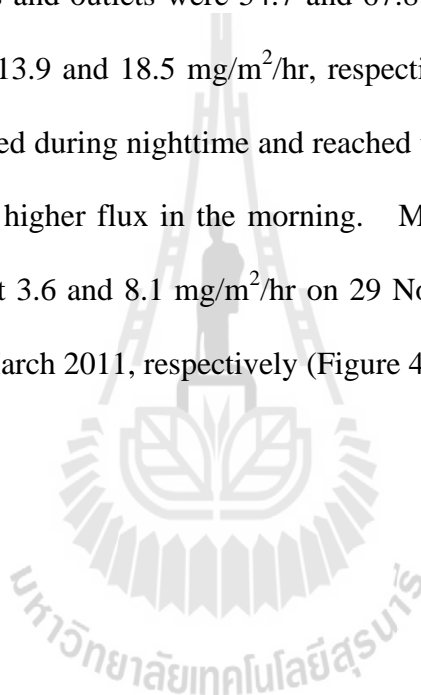 and outlets were 54.7 and 67.8
13.9 and 18.5 mg/m²/hr,
during nighttime and reached
higher flux in the morning. M
3.6 and 8.1 mg/m²/hr on 29 No
arch 2011, respectively (Figure 4
มหาวิทยาลัยเทคโนโลยีสุรนารี